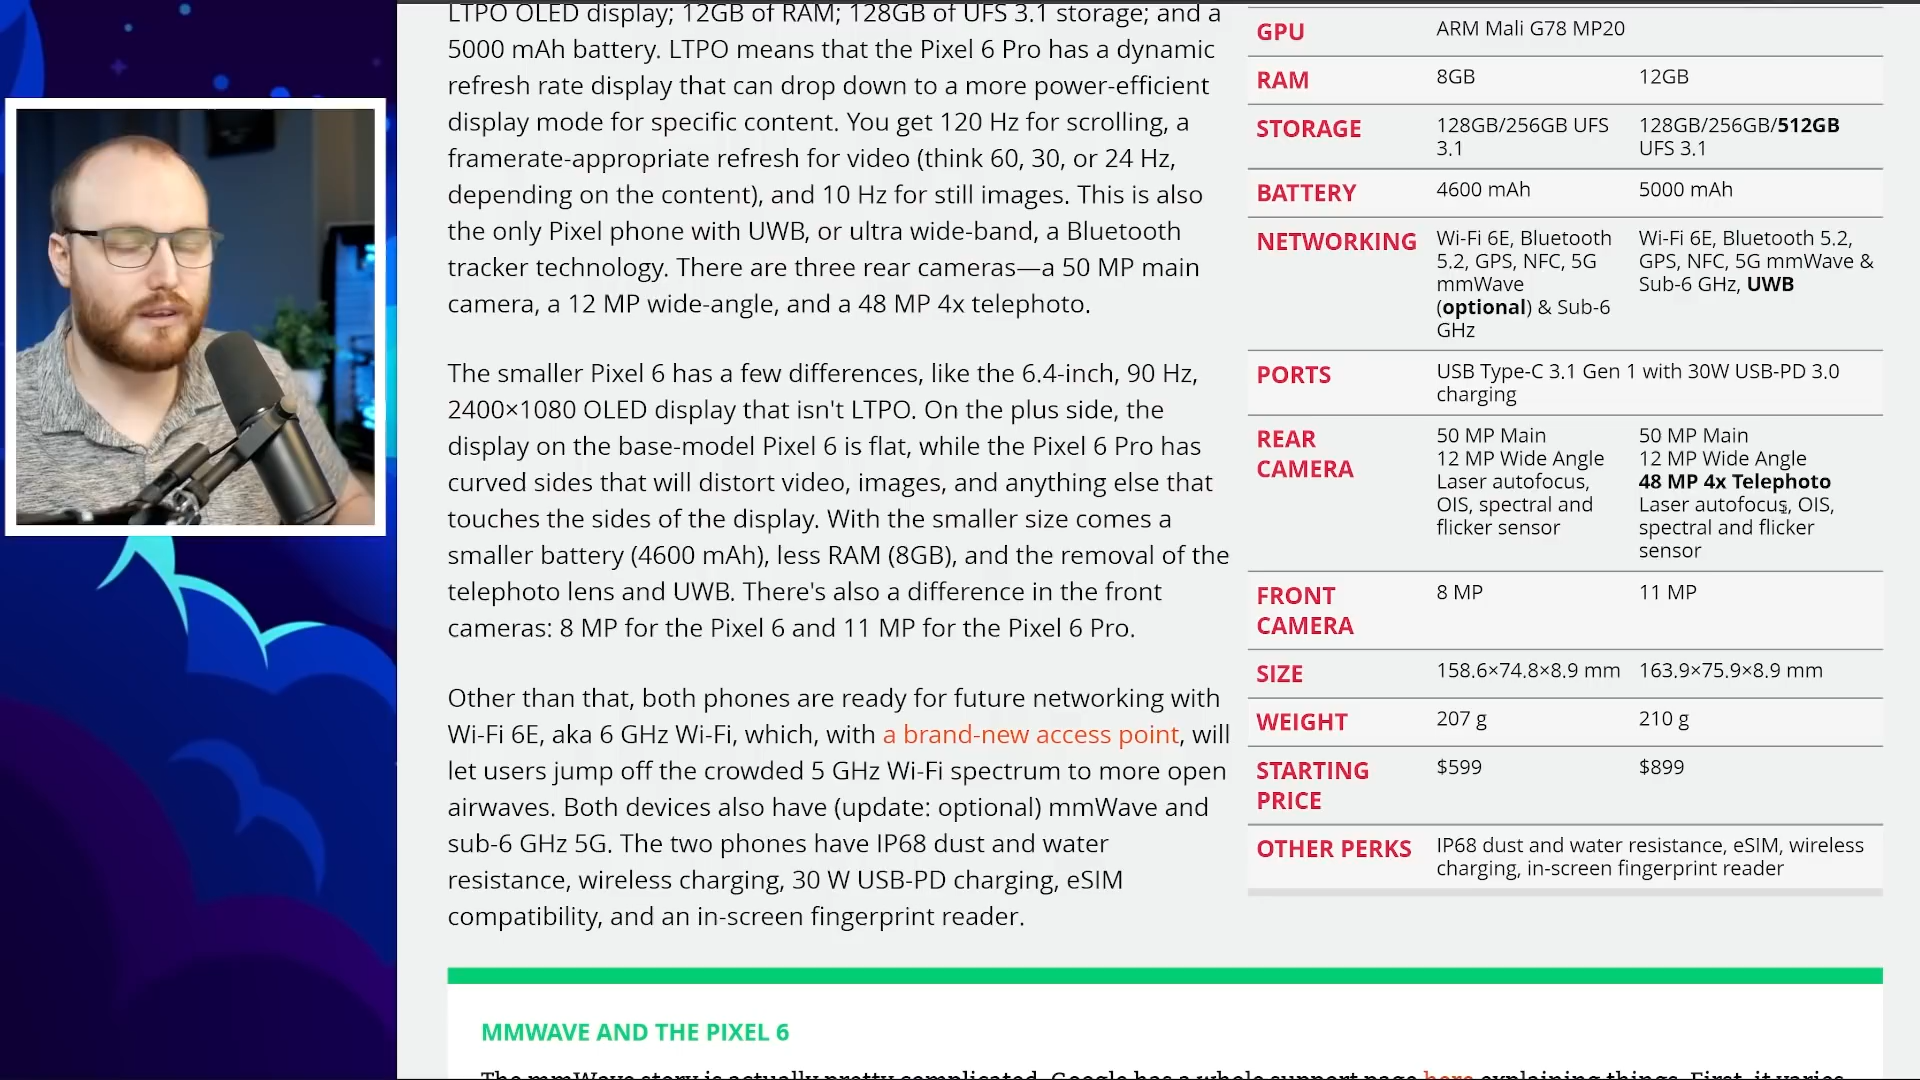 LTPO OLED display; 12GB of RAM; 128GB of UFS 3.1 storage; and a
5000 mAh battery. LTPO means that the Pixel 6 Pro has a dynamic
refresh rate display that can drop down to a more power-efficient
display mode for specific content. You get 120 Hz for scrolling, a
framerate-appropriate refresh for video (think 60, 30, or 24 Hz,
depending on the content), and 10 Hz for still images. This is also
the only Pixel phone with UWB, or ultra wide-band, a Bluetooth
tracker technology. There are three rear cameras—a 50 MP main
camera, a 12 MP wide-angle, and a 48 MP 4x telephoto.
The smaller Pixel 6 has a few differences, like the 6.4-inch, 90 Hz,
2400×1080 OLED display that isn't LTPO. On the plus side, the
display on the base-model Pixel 6 is flat, while the Pixel 6 Pro has
curved sides that will distort video, images, and anything else that
touches the sides of the display. With the smaller size comes a
smaller battery (4600 mAh), less RAM (8GB), and the removal of the
telephoto lens and UWB. There's also a difference in the front
cameras: 8 MP for the Pixel 6 and 11 MP for the Pixel 6 Pro.
Other than that, both phones are ready for future networking with
Wi-Fi 6E, aka 6 GHz Wi-Fi, which, with a brand-new access point, will
let users jump off the crowded 5 GHz Wi-Fi spectrum to more open
airwaves. Both devices also have (update: optional) mmWave and
sub-6 GHz 5G. The two phones have IP68 dust and water
resistance, wireless charging, 30 W USB-PD charging, eSIM
compatibility, and an in-screen fingerprint reader.
GPU ARM Mali G78 MP20
RAM 8GB 12GB
STORAGE 128GB/256GB UFS 128GB/256GB/512GB
3.1 UFS 3.1
BATTERY 4600 mAh 5000 mAh
NETWORKING Wi-Fi 6E, Bluetooth Wi-Fi 6E, Bluetooth 5.2,
5.2, GPS, NFC, 5G GPS, NFC, 5G mmWave &
mmWave Sub-6 GHz, UWB
(optional) & Sub-6
GHz
PORTS USB Type-C 3.1 Gen 1 with 30W USB-PD 3.0
charging
REAR 50 MP Main 50 MP Main
CAMERA 12 MP Wide Angle 12 MP Wide Angle
Laser autofocus, 48 MP 4x Telephoto
OIS, spectral and Laser autofocus, OIS,
flicker sensor spectral and flicker
sensor
FRONT 8 MP 11 MP
CAMERA
SIZE 158.6×74.8×8.9 mm 163.9×75.9×8.9 mm
WEIGHT 207 g 210 g
STARTING $599 $899
PRICE
OTHER PERKS IP68 dust and water resistance, eSIM, wireless
charging, in-screen fingerprint reader
MMWAVE AND THE PIXEL 6
The mmWave story is actually pretty complicated. Google has a whole support page here explaining things. First, it varies